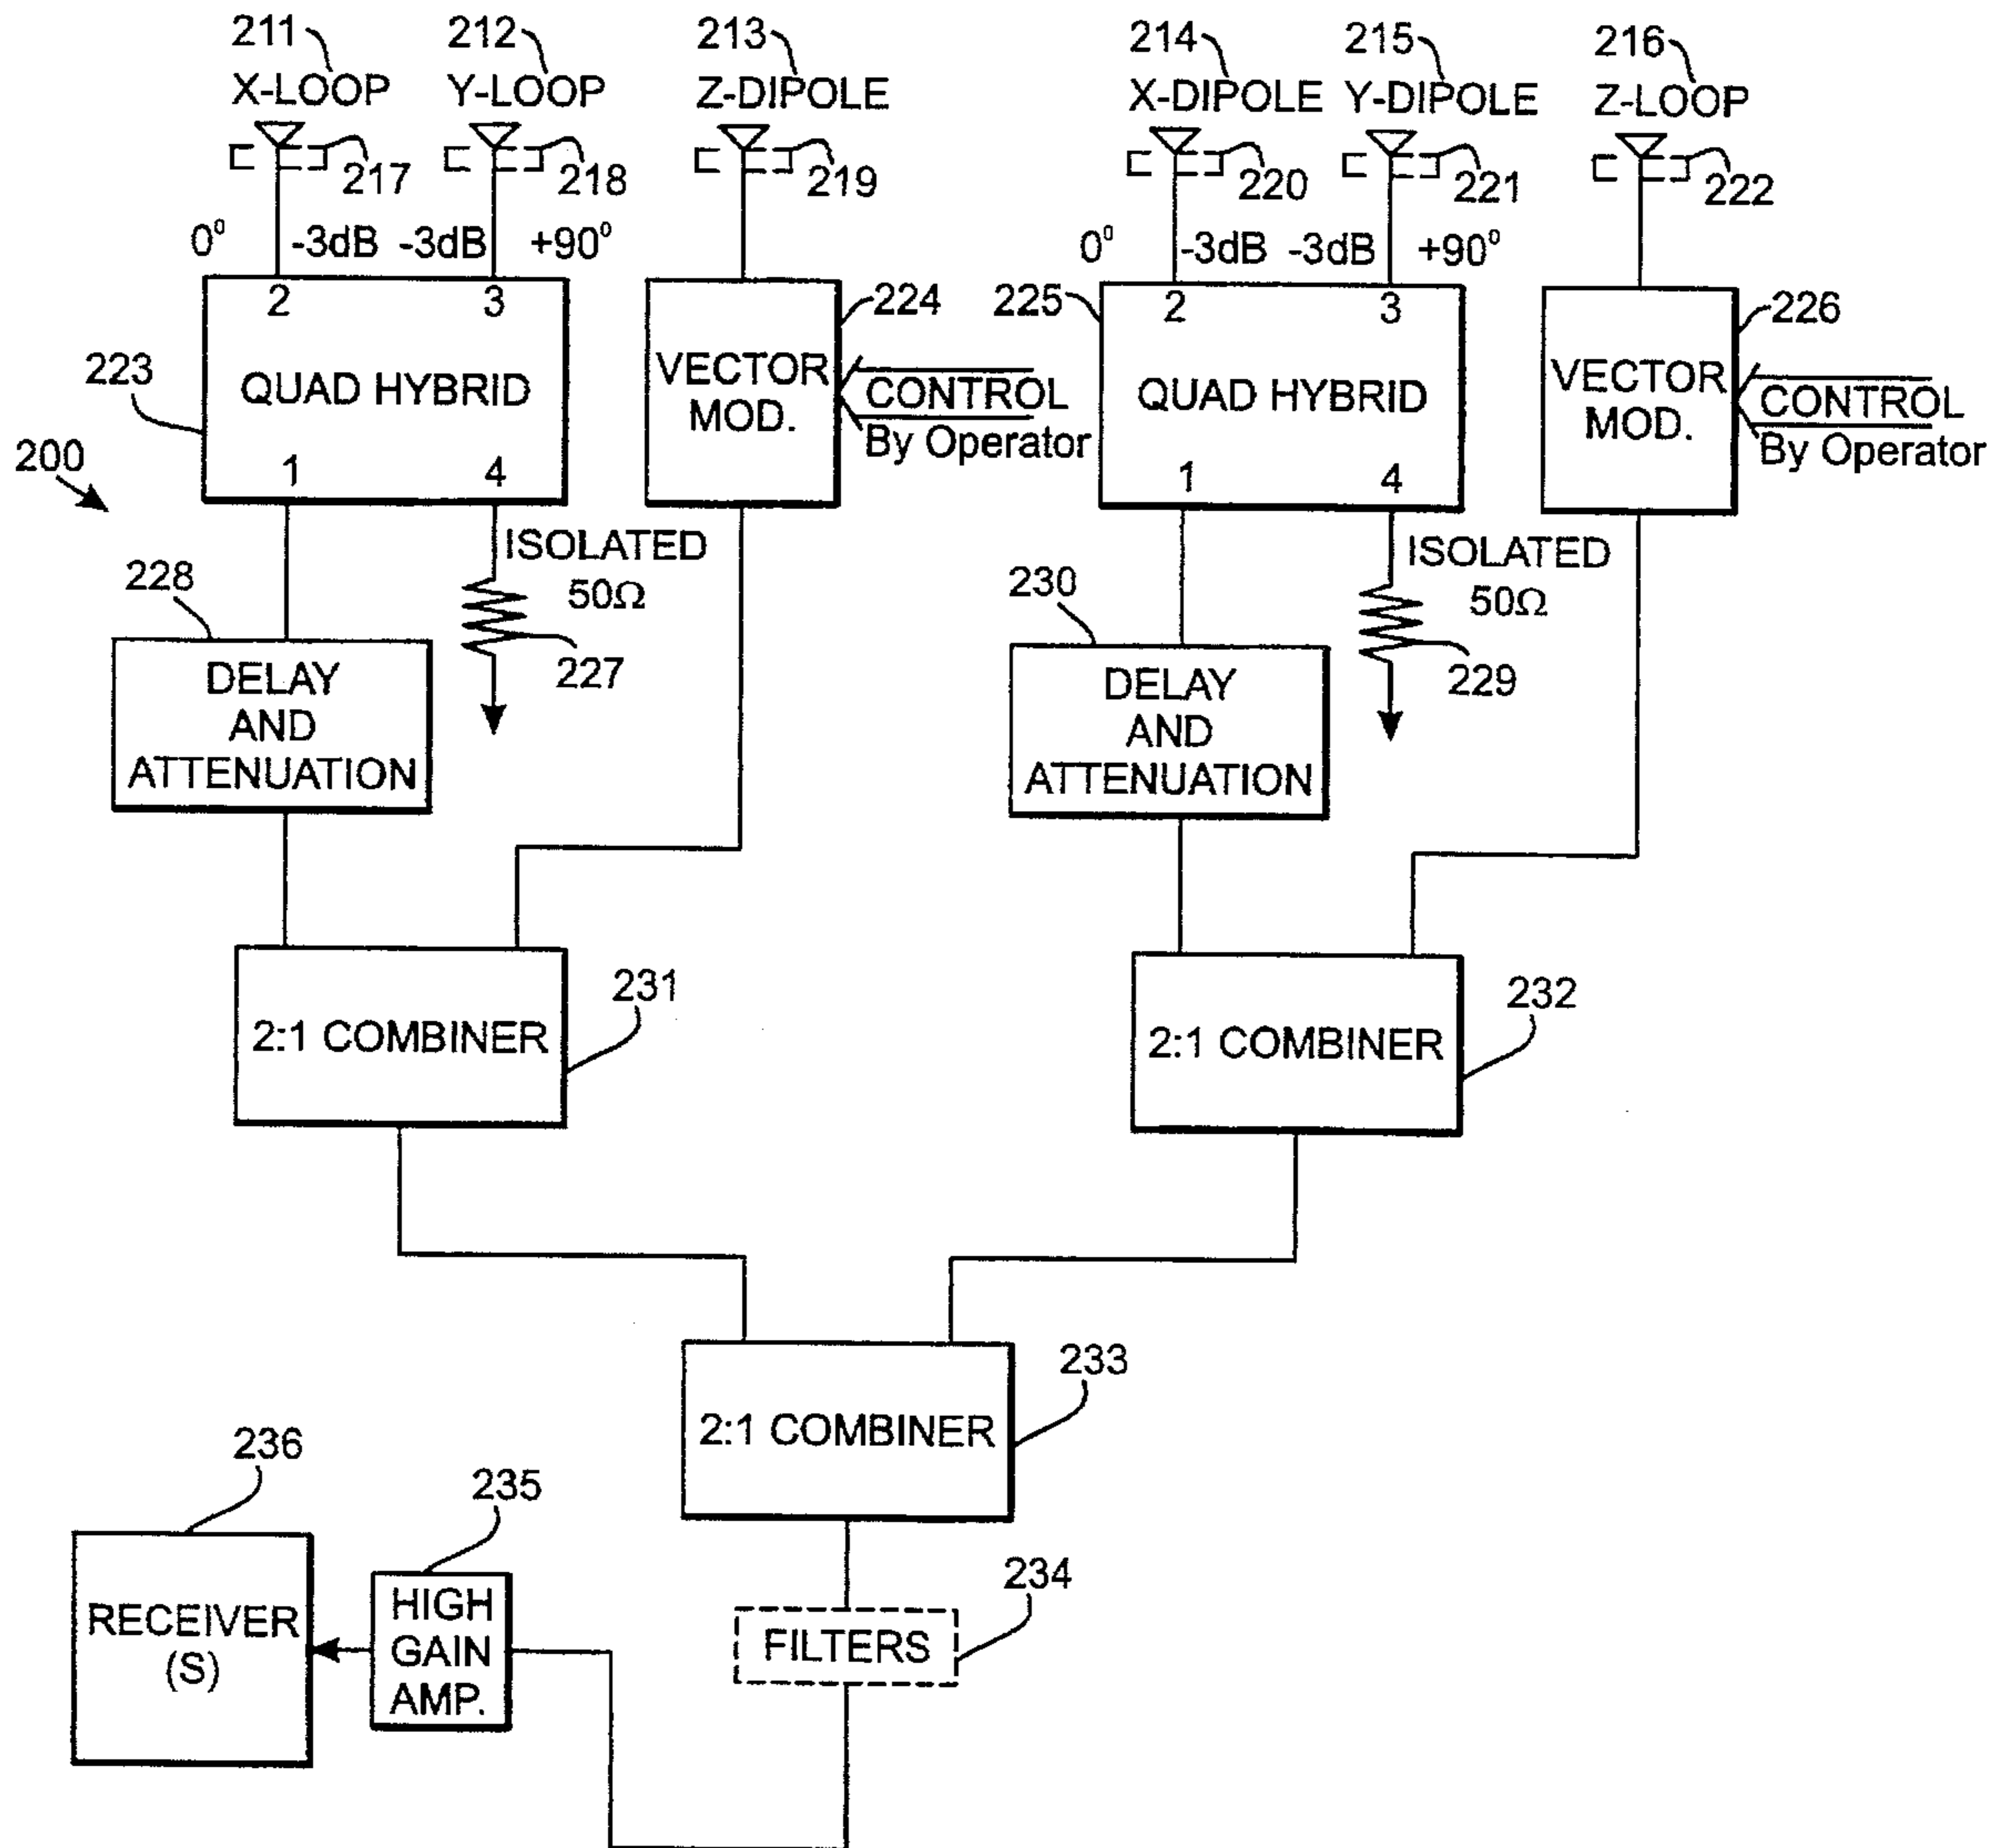 211 212 213 214 215 216
X-LOOP Y-LOOP Z-DIPOLE X-DIPOLE Y-DIPOLE Z-LOOP
217 218 219 220 221 222
0° -3dB -3dB +90° 0° -3dB -3dB +90°
2 3 224 225 2 3 226
223
QUAD HYBRID
VECTOR
MOD.
CONTROL
By Operator
QUAD HYBRID
VECTOR
MOD.
CONTROL
By Operator
200
1 4 1 4
ISOLATED
50Ω
ISOLATED
50Ω
228 227 230 229
DELAY
AND
ATTENUATION
DELAY
AND
ATTENUATION
231 232
2:1 COMBINER 2:1 COMBINER
233
2:1 COMBINER
236 235 234
RECEIVER
(S)
HIGH
GAIN
AMP.
FILTERS